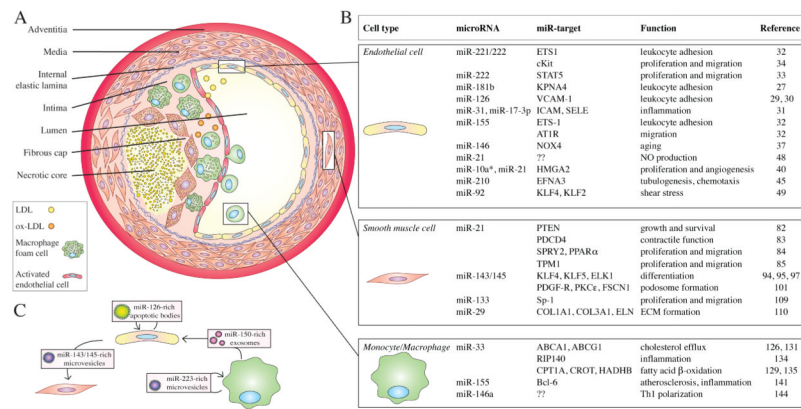 A
Adventitia
Media
Internal
elastic lamina
Intima
Lumen
Fibrous cap
Necrotic core
LDL
ox-LDL
Macrophage
foam cell
Activated
endothelial cell
B
Cell type microRNA miR-target Function Reference
Endothelial cell miR-221/222 ETS1 leukocyte adhesion 32
cKit proliferation and migration 34
miR-222 STAT5 proliferation and migration 33
miR-181b KPNA4 leukocyte adhesion 27
miR-126 VCAM-1 leukocyte adhesion 29, 30
miR-31, miR-17-3p ICAM, SELE inflammation 31
miR-155 ETS-1 leukocyte adhesion 32
AT1R migration 32
miR-146 NOX4 aging 37
miR-21 ?? NO production 48
miR-10a*, miR-21 HMGA2 proliferation and angiogenesis 40
miR-210 EFNA3 tubulogenesis, chemotaxis 45
miR-92 KLF4, KLF2 shear stress 49
Smooth muscle cell miR-21 PTEN growth and survival 82
PDCD4 contractile function 83
SPRY2, PPARα proliferation and migration 84
TPM1 proliferation and migration 85
miR-143/145 KLF4, KLF5, ELK1 differentiation 94, 95, 97
PDGF-R, PKCε, FSCN1 podosome formation 101
miR-133 Sp-1 proliferation and migration 109
miR-29 COL1A1, COL3A1, ELN ECM formation 110
Monocyte/Macrophage miR-33 ABCA1, ABCG1 cholesterol efflux 126, 131
RIP140 inflammation 134
CPT1A, CROT, HADHB fatty acid β-oxidation 129, 135
miR-155 Bcl-6 atherosclerosis, inflammation 141
miR-146a ?? Th1 polarization 144
C
miR-126-rich
apoptotic bodies
miR-150-rich
exosomes
miR-143/145-rich
microvesicles
miR-223-rich
microvesicles